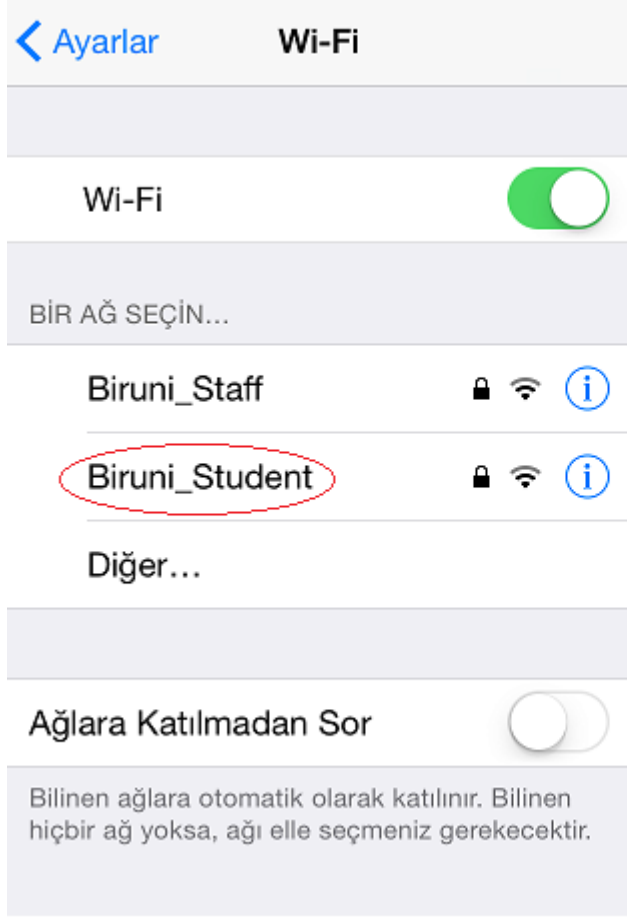 Ayarlar Wi-Fi
Wi-Fi
BİR AĞ SEÇİN...
Biruni_Staff
Biruni_Student
Diğer...
Ağlara Katılmadan Sor
Bilinen ağlara otomatik olarak katılınır. Bilinen
hiçbir ağ yoksa, ağı elle seçmeniz gerekecektir.